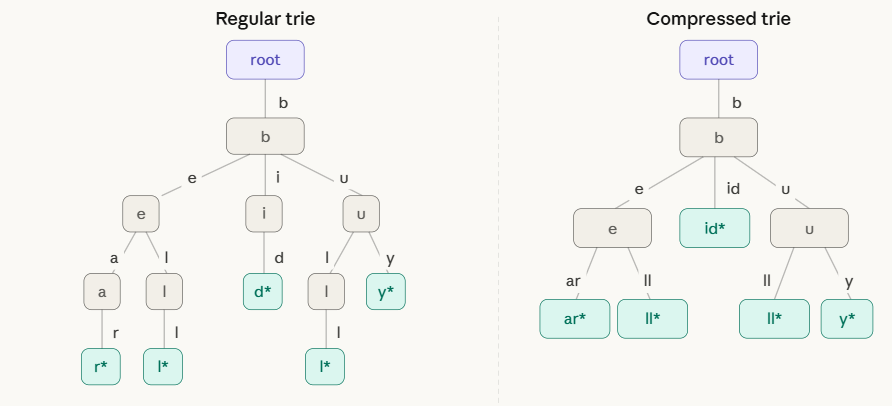 Regular trie
root
b
b
e i u
e i u
a l d l y
a l d* l y*
r l l
r* l* l*
Compressed trie
root
b
b
e id u
e id* u
ar ll ll y
ar* ll* ll* y*